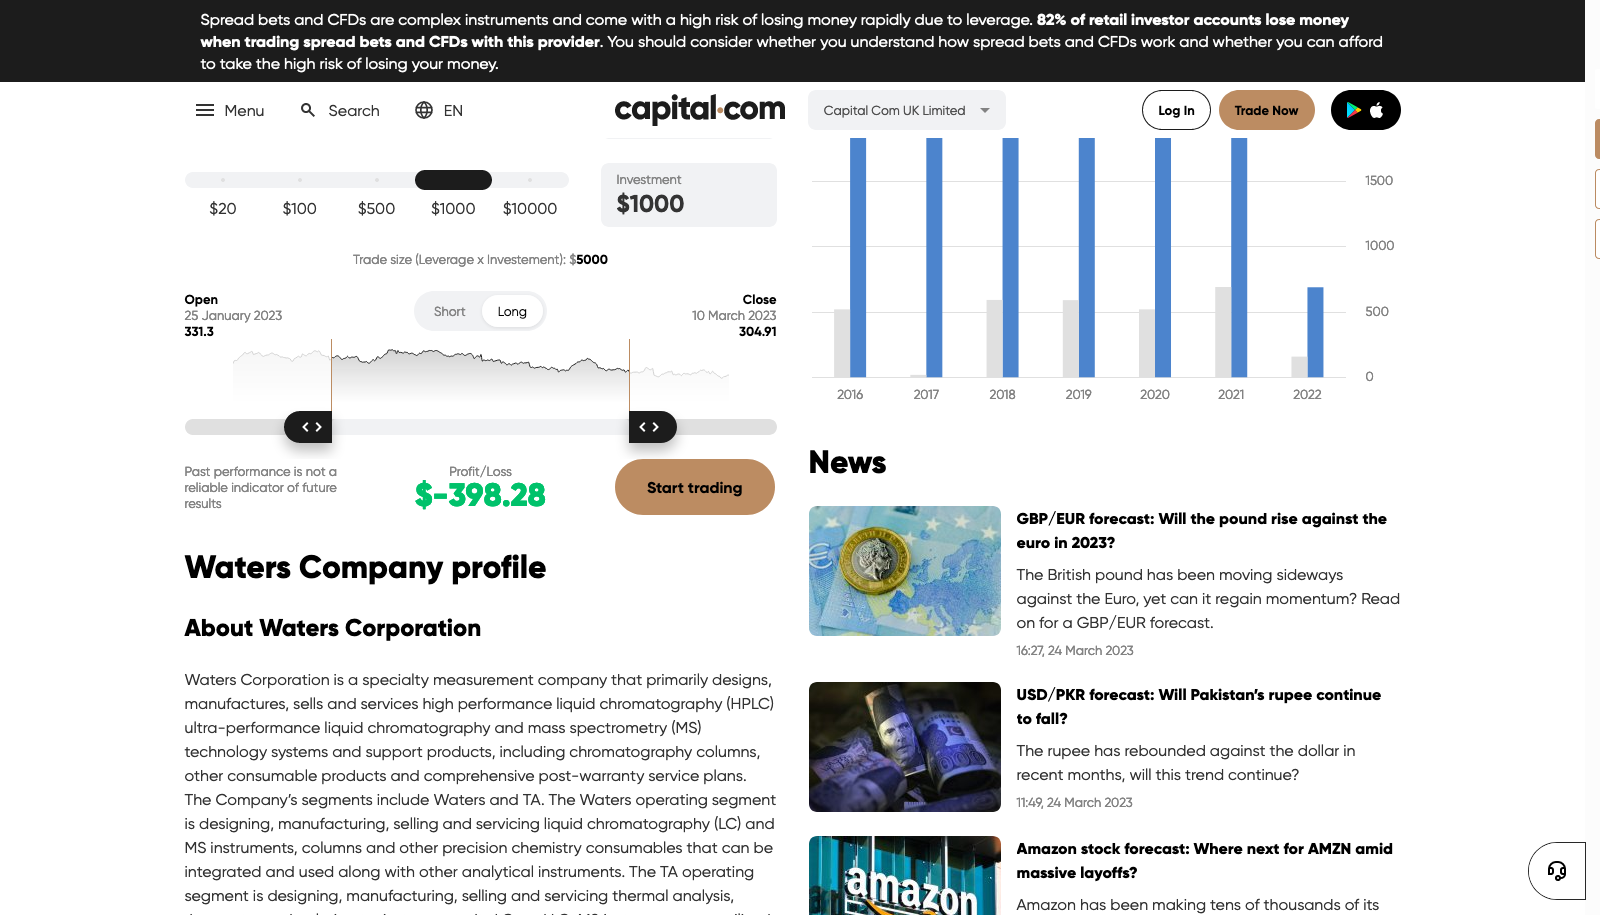 Spread bets and CFDs are complex instruments and come with a high risk of losing money rapidly due to leverage. 82% of retail investor accounts lose money
when trading spread bets and CFDs with this provider. You should consider whether you understand how spread bets and CFDs work and whether you can afford
to take the high risk of losing your money.
Menu
Search
EN
capital.com
Capital Com UK Limited
Log In
Trade Now
$20
$100
$500
$1000
$10000
Investment
$1000
Trade size (Leverage x Investement): $5000
Open
25 January 2023
331.3
Short
Long
Close
10 March 2023
304.91
Past performance is not a
reliable indicator of future
results
Profit/Loss
$-398.28
Start trading
Waters Company profile
About Waters Corporation
Waters Corporation is a specialty measurement company that primarily designs,
manufactures, sells and services high performance liquid chromatography (HPLC)
ultra-performance liquid chromatography and mass spectrometry (MS)
technology systems and support products, including chromatography columns,
other consumable products and comprehensive post-warranty service plans.
The Company's segments include Waters and TA. The Waters operating segment
is designing, manufacturing, selling and servicing liquid chromatography (LC) and
MS instruments, columns and other precision chemistry consumables that can be
integrated and used along with other analytical instruments. The TA operating
segment is designing, manufacturing, selling and servicing thermal analysis,
1500
1000
500
0
2016
2017
2018
2019
2020
2021
2022
News
GBP/EUR forecast: Will the pound rise against the
euro in 2023?
The British pound has been moving sideways
against the Euro, yet can it regain momentum? Read
on for a GBP/EUR forecast.
16:27, 24 March 2023
USD/PKR forecast: Will Pakistan's rupee continue
to fall?
The rupee has rebounded against the dollar in
recent months, will this trend continue?
11:49, 24 March 2023
amazon
Amazon stock forecast: Where next for AMZN amid
massive layoffs?
Amazon has been making tens of thousands of its